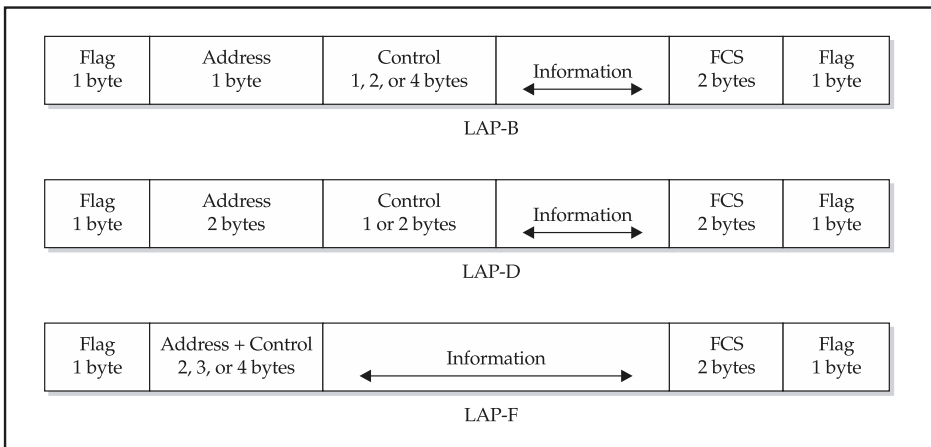 Flag Address Control Information FCS Flag
1 byte 1 byte 1, 2, or 4 bytes 2 bytes 1 byte
LAP-B
Flag Address Control Information FCS Flag
1 byte 2 bytes 1 or 2 bytes 2 bytes 1 byte
LAP-D
Flag Address + Control Information FCS Flag
1 byte 2, 3, or 4 bytes 2 bytes 1 byte
LAP-F